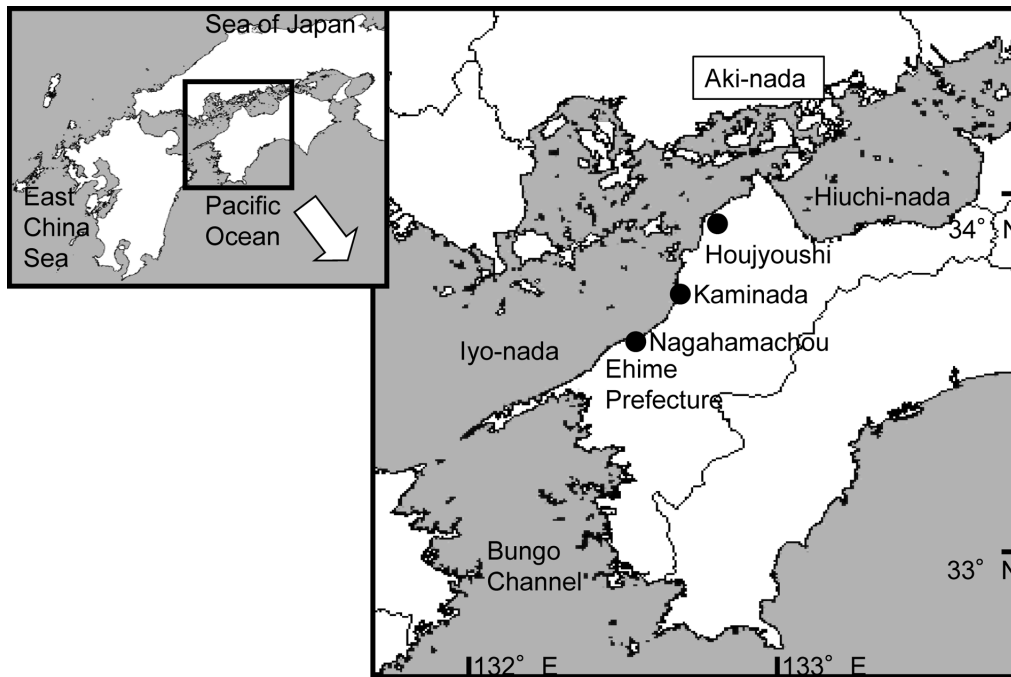 Sea of Japan
East
China
Sea
Pacific
Ocean
Aki-nada
Hiuchi-nada
34° N
Houjyoushi
Kaminada
Nagahamachou
Iyo-nada
Ehime
Prefecture
Bungo
Channel
33° N
132° E
133° E